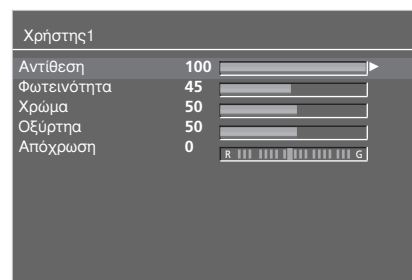 Χρήστης1
Αντίθεση 100
Φωτεινότητα 45
Χρώμα 50
Οξύρτηα 50
Απόχρωση 0
R G